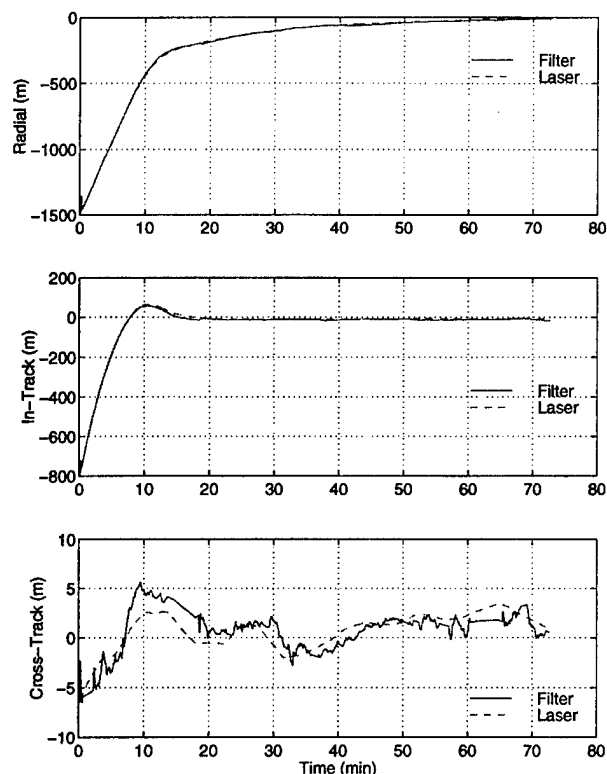 0
-500
-1000
-1500
Radial (m)
Filter
Laser
0 10 20 30 40 50 60 70 80
200
0
-200
-400
-600
-800
In-Track (m)
Filter
Laser
0 10 20 30 40 50 60 70 80
10
5
0
-5
-10
Cross-Track (m)
Filter
Laser
0 10 20 30 40 50 60 70 80
Time (min)